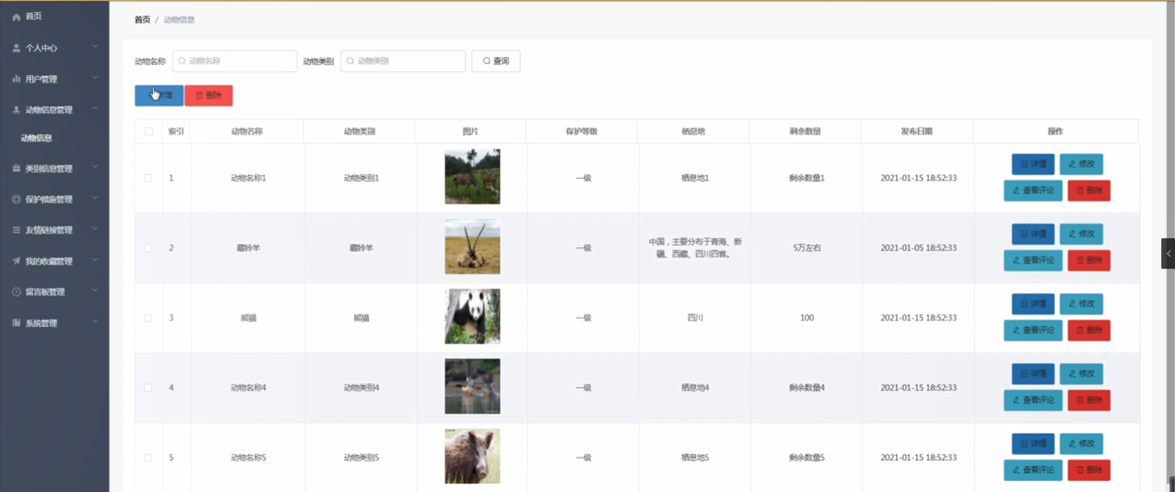 首页
个人中心
用户管理
动物信息管理
动物信息
类别信息管理
保护措施管理
友情链接管理
我的收藏管理
留言板管理
系统管理
首页 / 动物信息
动物名称 动物名称 动物类别 动物类别 查询
增 删除
索引 动物名称 动物类别 图片 保护等级 栖息地 剩余数量 发布日期 操作
1 动物名称1 动物类别1 一级 栖息地1 剩余数量1 2021-01-15 18:52:33 详情 修改
查看评论 删除
2 藏羚羊 藏羚羊 一级 中国，主要分布于青海、新
疆、西藏、四川四省。 5万左右 2021-01-05 18:52:33 详情 修改
查看评论 删除
3 熊猫 熊猫 一级 四川 100 2021-01-15 18:52:33 详情 修改
查看评论 删除
4 动物名称4 动物类别4 一级 栖息地4 剩余数量4 2021-01-15 18:52:33 详情 修改
查看评论 删除
5 动物名称5 动物类别5 一级 栖息地5 剩余数量5 2021-01-15 18:52:33 详情 修改
查看评论 删除